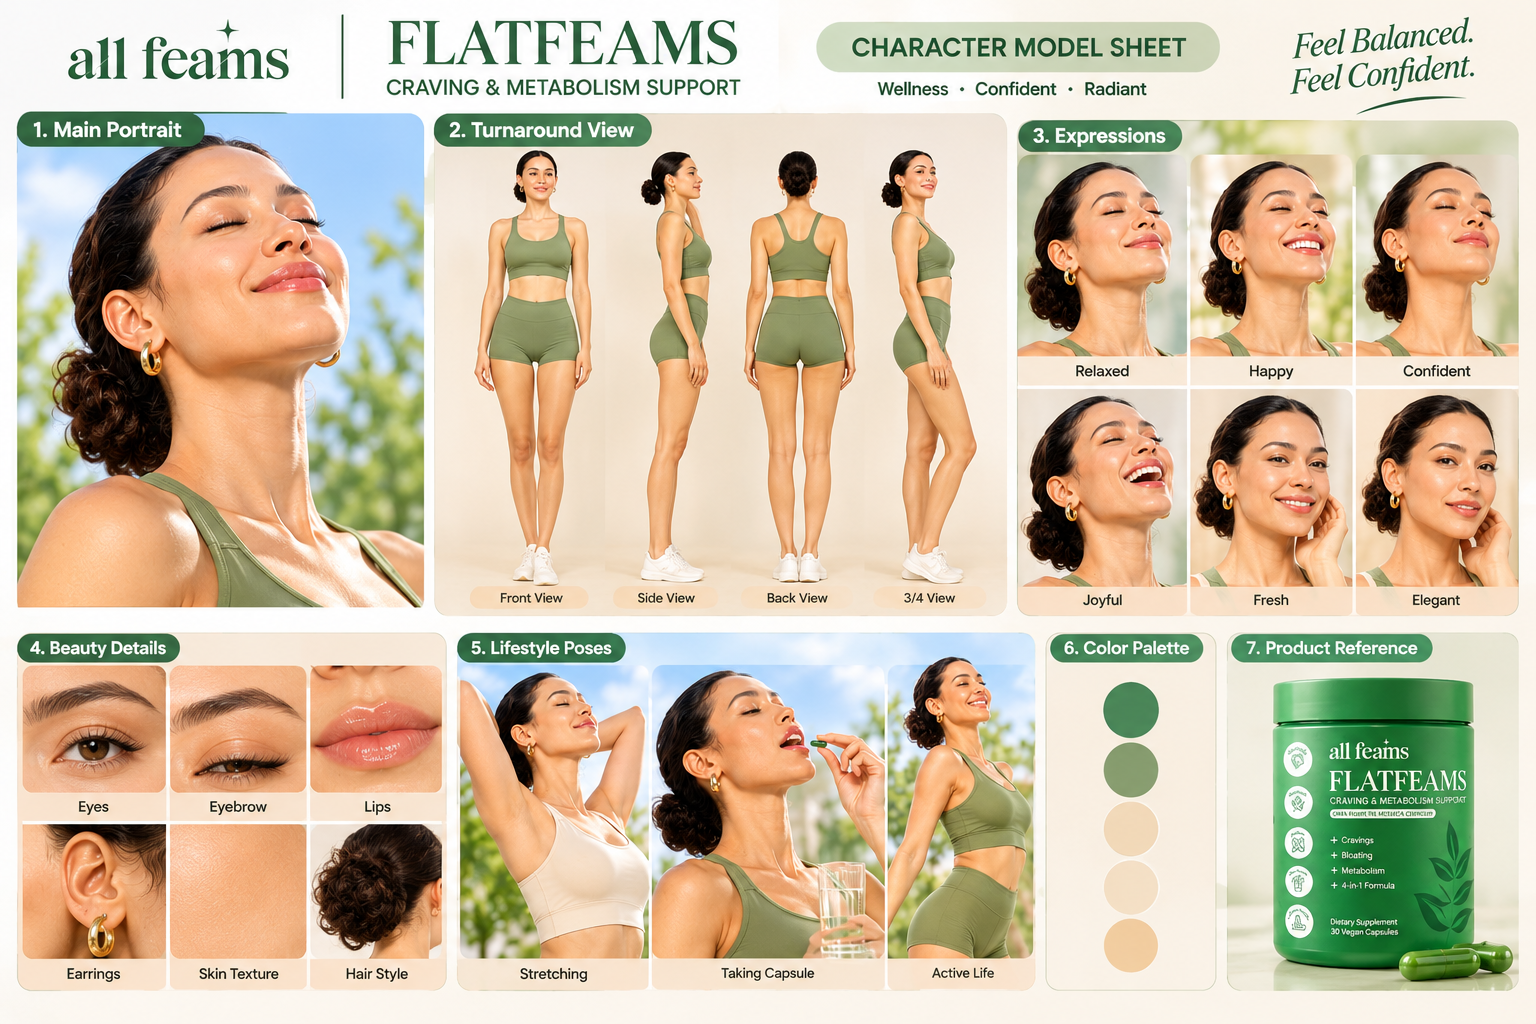 all feams
FLATFEAMS
CRAVING & METABOLISM SUPPORT
CHARACTER MODEL SHEET
Wellness • Confident • Radiant
Feel Balanced.
Feel Confident.
1. Main Portrait
2. Turnaround View
Front View
Side View
Back View
3/4 View
3. Expressions
Relaxed
Happy
Confident
Joyful
Fresh
Elegant
4. Beauty Details
Eyes
Eyebrow
Lips
Earrings
Skin Texture
Hair Style
5. Lifestyle Poses
Stretching
Taking Capsule
Active Life
6. Color Palette
7. Product Reference
all feams
FLATFEAMS
CRAVING & METABOLISM SUPPORT
+ Cravings
+ Bloating
+ Metabolism
+ 4-in-1 Formula
Dietary Supplement
30 Vegan Capsules